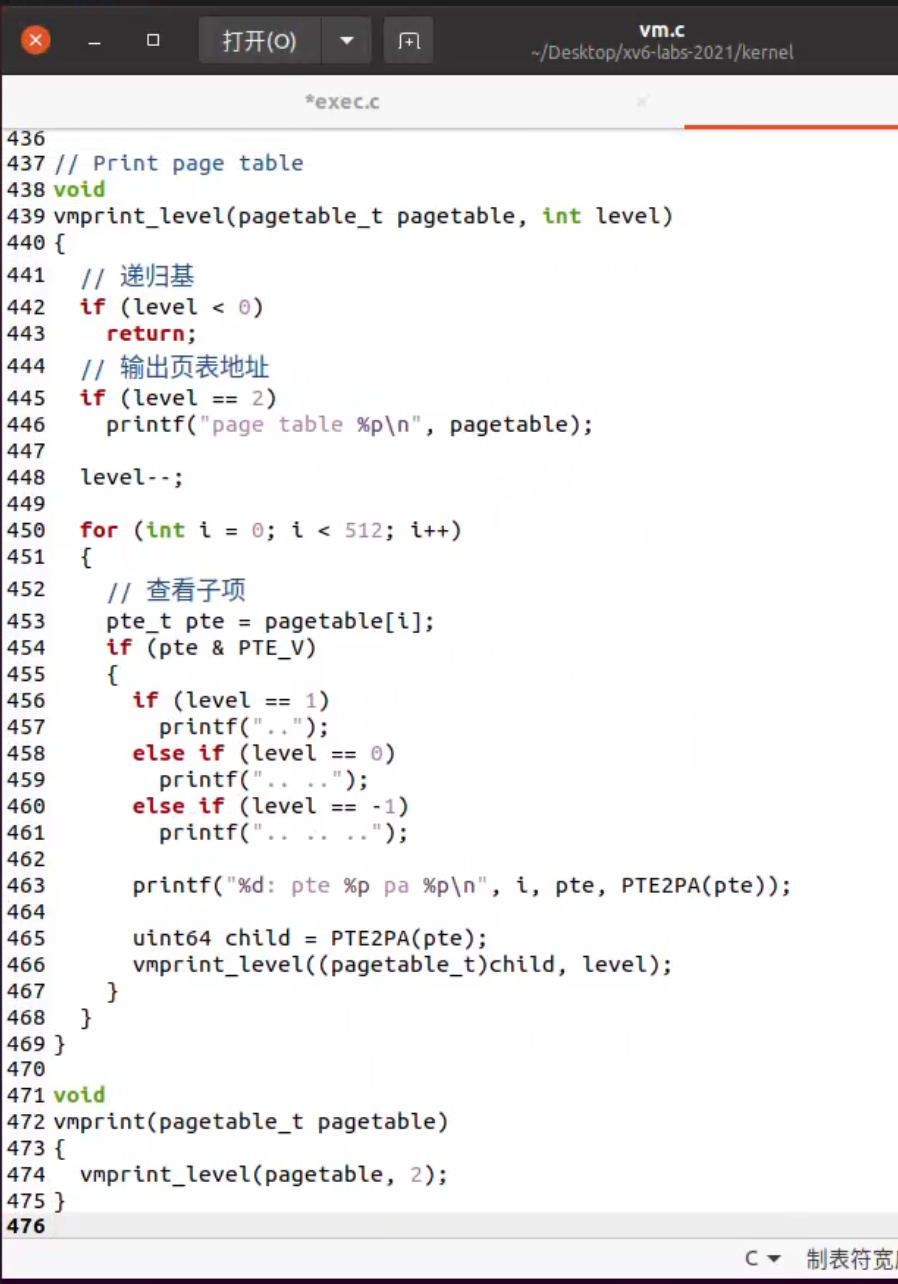 打开(O)
vm.c
~/Desktop/xv6-labs-2021/kernel
*exec.c
436
437 // Print page table
438 void
439 vmprint_level(pagetable_t pagetable, int level)
440 {
441   // 递归基
442   if (level < 0)
443     return;
444   // 输出页表地址
445   if (level == 2)
446     printf("page table %p\n", pagetable);
447
448   level--;
449
450   for (int i = 0; i < 512; i++)
451   {
452     // 查看子项
453     pte_t pte = pagetable[i];
454     if (pte & PTE_V)
455     {
456       if (level == 1)
457         printf("..");
458       else if (level == 0)
459         printf(".. ..");
460       else if (level == -1)
461         printf(".. .. ..");
462
463       printf("%d: pte %p pa %p\n", i, pte, PTE2PA(pte));
464
465       uint64 child = PTE2PA(pte);
466       vmprint_level((pagetable_t)child, level);
467     }
468   }
469 }
470
471 void
472 vmprint(pagetable_t pagetable)
473 {
474   vmprint_level(pagetable, 2);
475 }
476
C 制表符宽